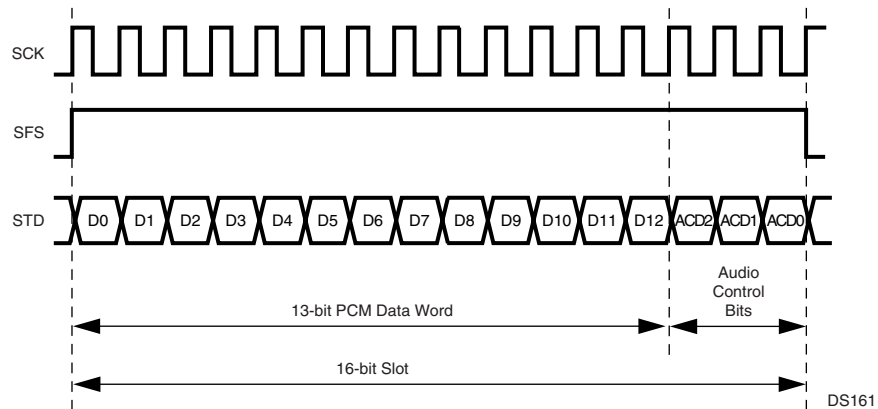 SCK
SFS
STD D0 D1 D2 D3 D4 D5 D6 D7 D8 D9 D10 D11 D12 ACD2 ACD1 ACD0
13-bit PCM Data Word
Audio
Control
Bits
16-bit Slot
DS161